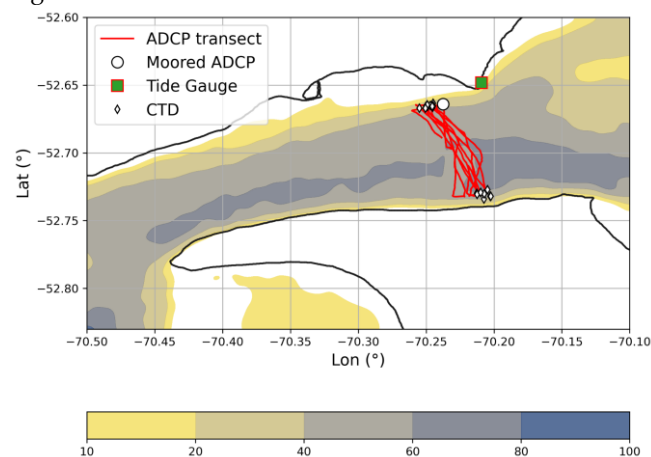 −52.60
−52.65
−52.70
−52.75
−52.80
Lat (°)
ADCP transect
Moored ADCP
Tide Gauge
CTD
−70.50 −70.45 −70.40 −70.35 −70.30 −70.25 −70.20 −70.15 −70.10
Lon (°)
10 20 40 60 80 100